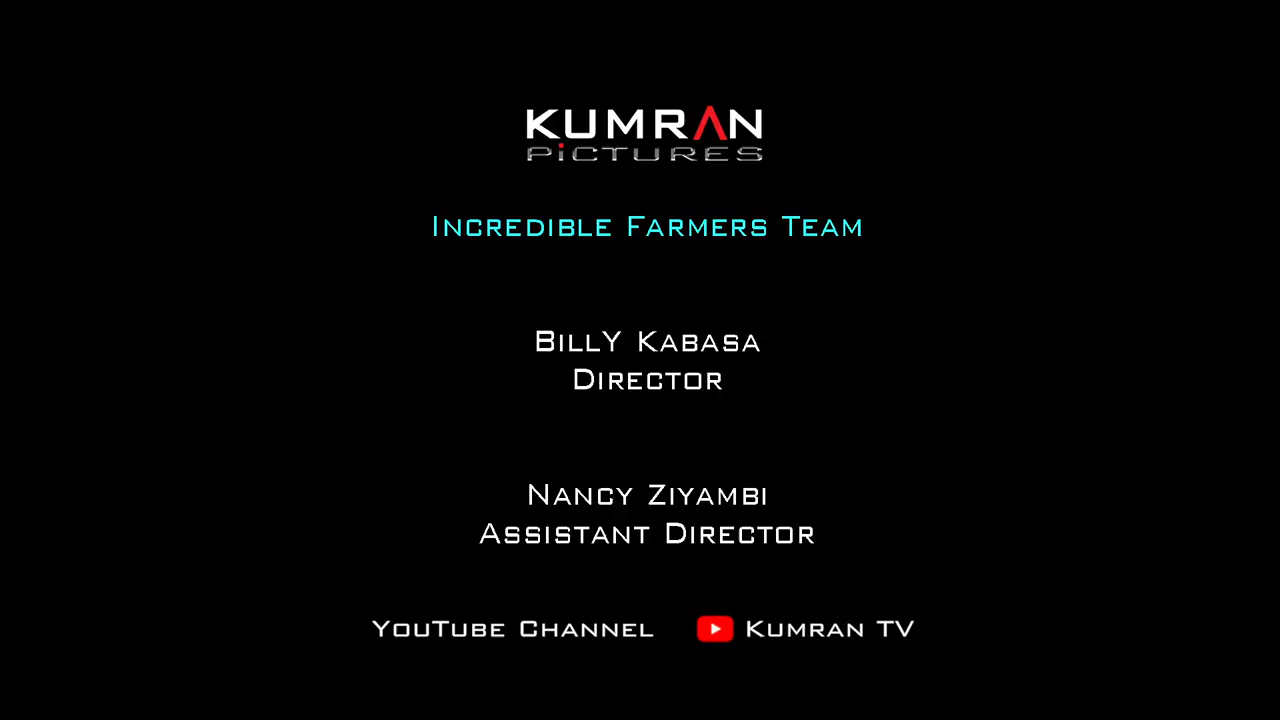 KUMRAN
PiCTURES
Incredible Farmers Team
BillY Kabasa
Director
Nancy Ziyambi
Assistant Director
YouTube Channel Kumran TV